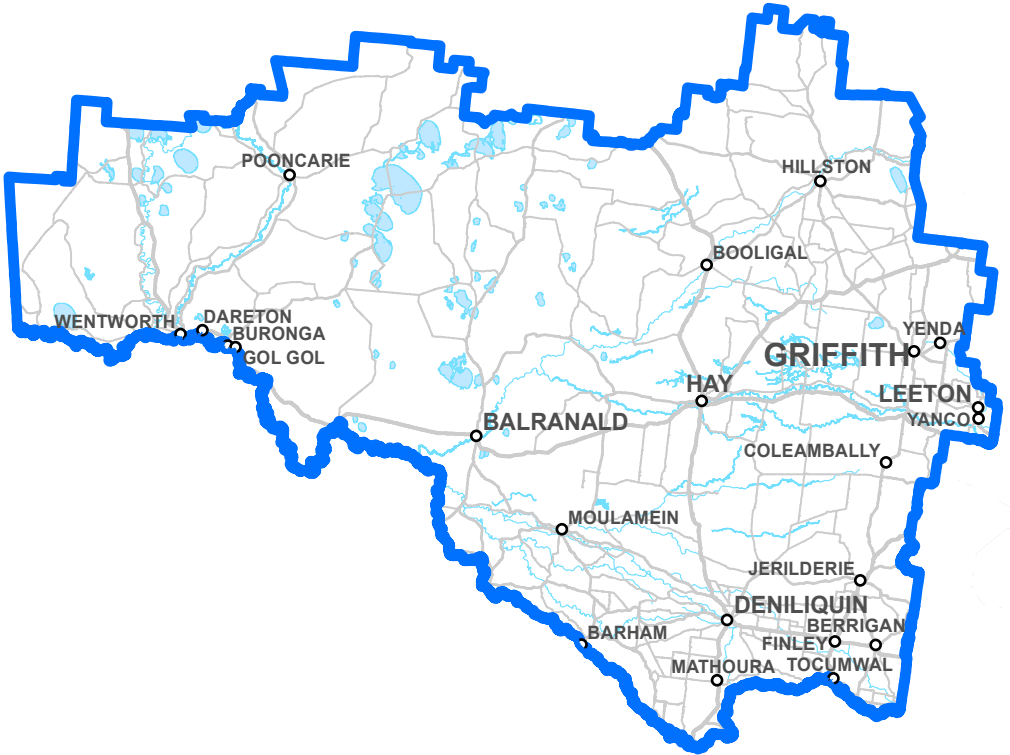 POONCARIE
HILLSTON
BOOLIGAL
WENTWORTH
DARETON
BURONGA
GOL GOL
YENDA
GRIFFITH
HAY
LEETON
YANCO
BALRANALD
COLEAMBALLY
MOULAMEIN
JERILDERIE
DENILIQUIN
BERRIGAN
BARHAM
FINLEY
MATHOURA
TOCUMWAL